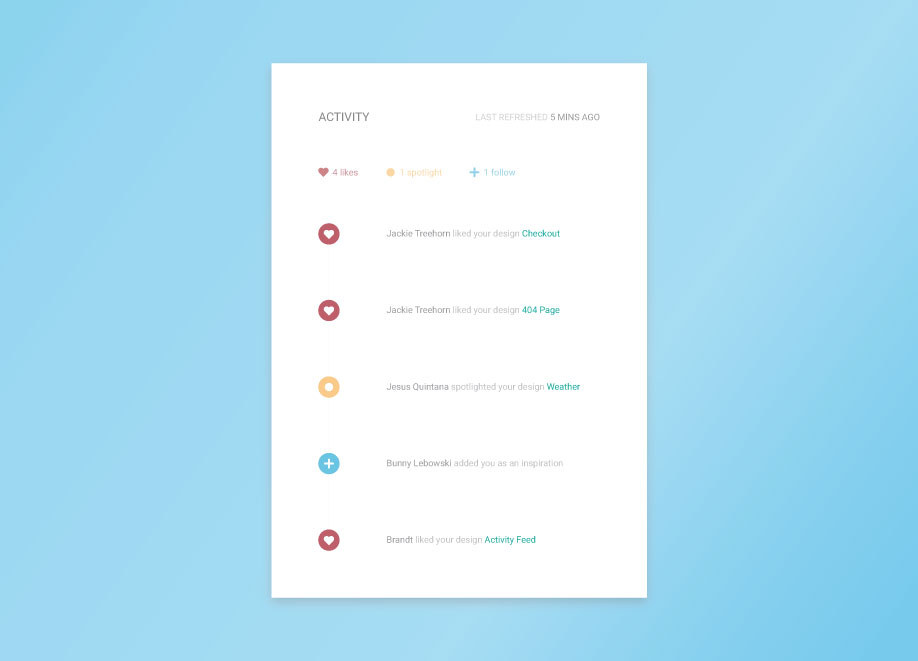 ACTIVITY LAST REFRESHED 5 MINS AGO
4 likes 1 spotlight 1 follow
Jackie Treehorn liked your design Checkout
Jackie Treehorn liked your design 404 Page
Jesus Quintana spotlighted your design Weather
Bunny Lebowski added you as an inspiration
Brandt liked your design Activity Feed